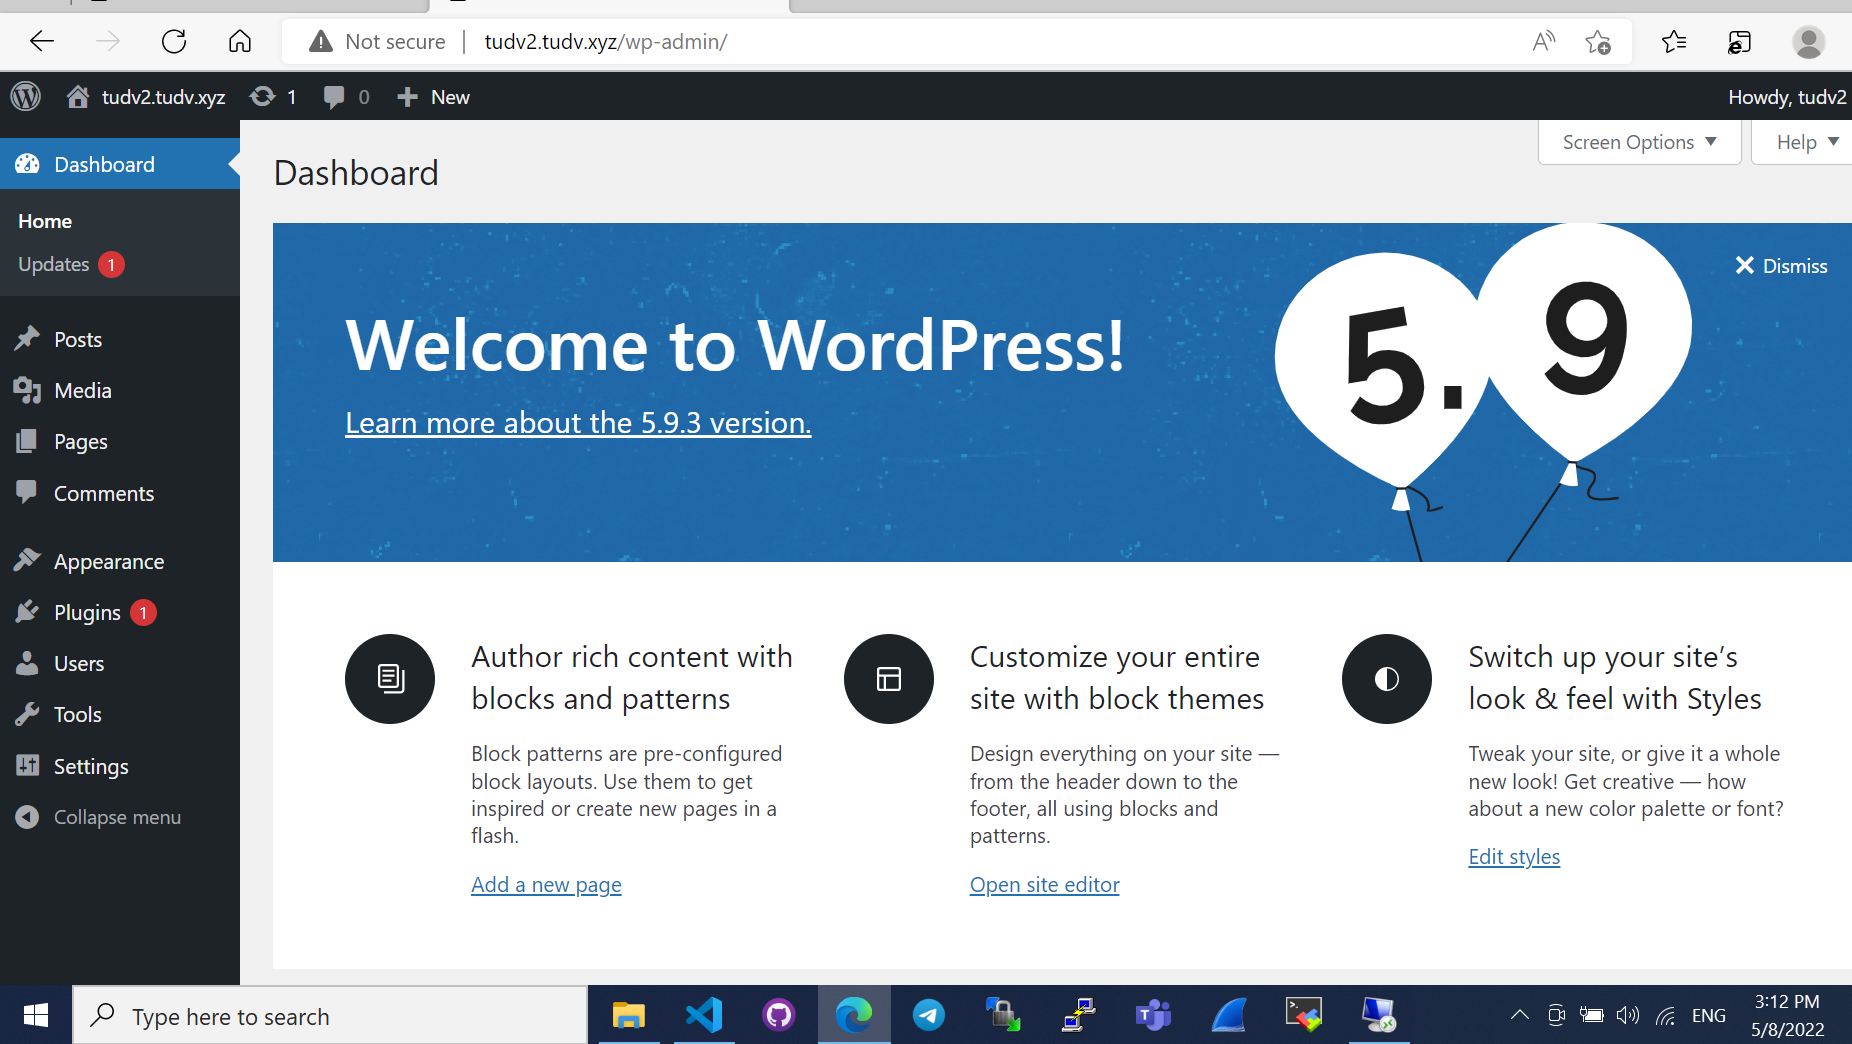 Not secure | tudv2.tudv.xyz/wp-admin/
tudv2.tudv.xyz 1 0 New Howdy, tudv2
Screen Options Help
Dashboard
Home
Updates 1
Posts
Media
Pages
Comments
Appearance
Plugins 1
Users
Tools
Settings
Collapse menu
Dashboard
Dismiss
Welcome to WordPress!
Learn more about the 5.9.3 version.
5.9
Author rich content with
blocks and patterns
Block patterns are pre-configured
block layouts. Use them to get
inspired or create new pages in a
flash.
Add a new page
Customize your entire
site with block themes
Design everything on your site —
from the header down to the
footer, all using blocks and
patterns.
Open site editor
Switch up your site’s
look & feel with Styles
Tweak your site, or give it a whole
new look! Get creative — how
about a new color palette or font?
Edit styles
Type here to search
ENG
3:12 PM
5/8/2022